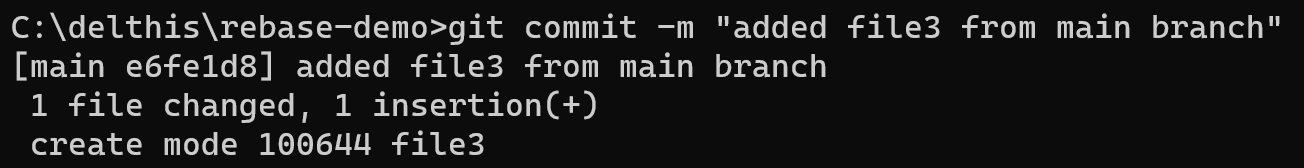 C:\delthis\rebase-demo>git commit -m "added file3 from main branch"
[main e6fe1d8] added file3 from main branch
 1 file changed, 1 insertion(+)
 create mode 100644 file3